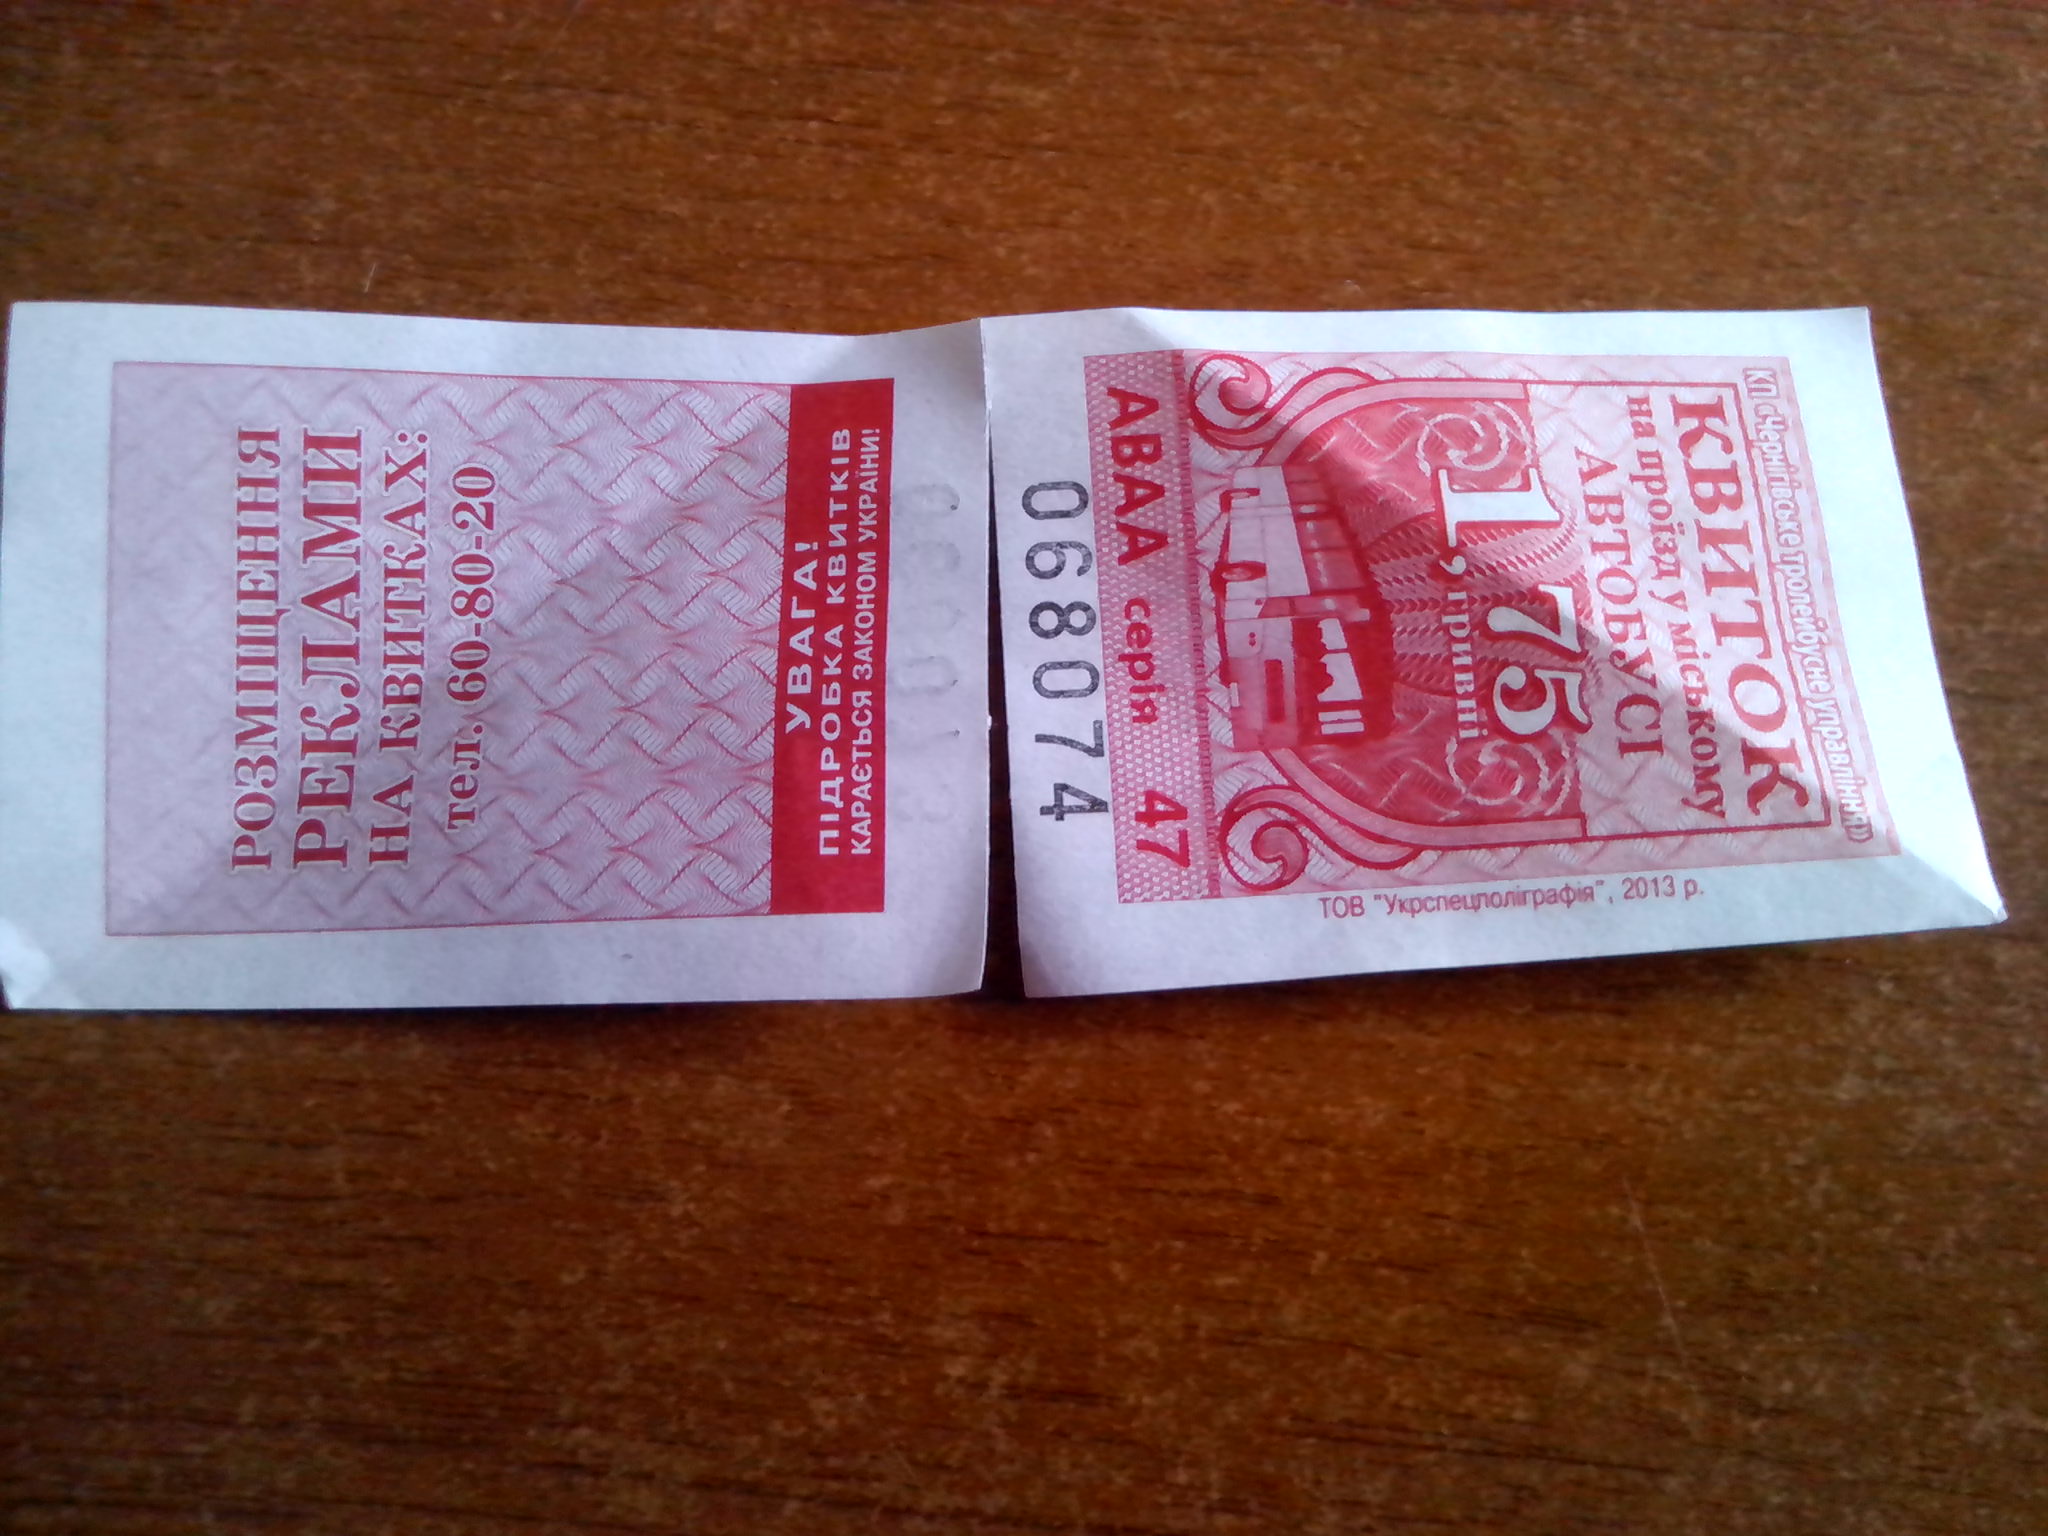 РОЗМІЩЕННЯ
РЕКЛАМИ
НА КВИТКАХ:
тел. 60-80-20
УВАГА!
ПІДРОБКА КВИТКІВ
КАРАЄТЬСЯ ЗАКОНОМ УКРАЇНИ!
КП «Чернігівське тролейбусне управління»
КВИТОК
на проїзд у міському
АВТОБУСІ
1,75
гривні
АВАА серія 47
068074
ТОВ "Укрспецполіграфія", 2013 р.